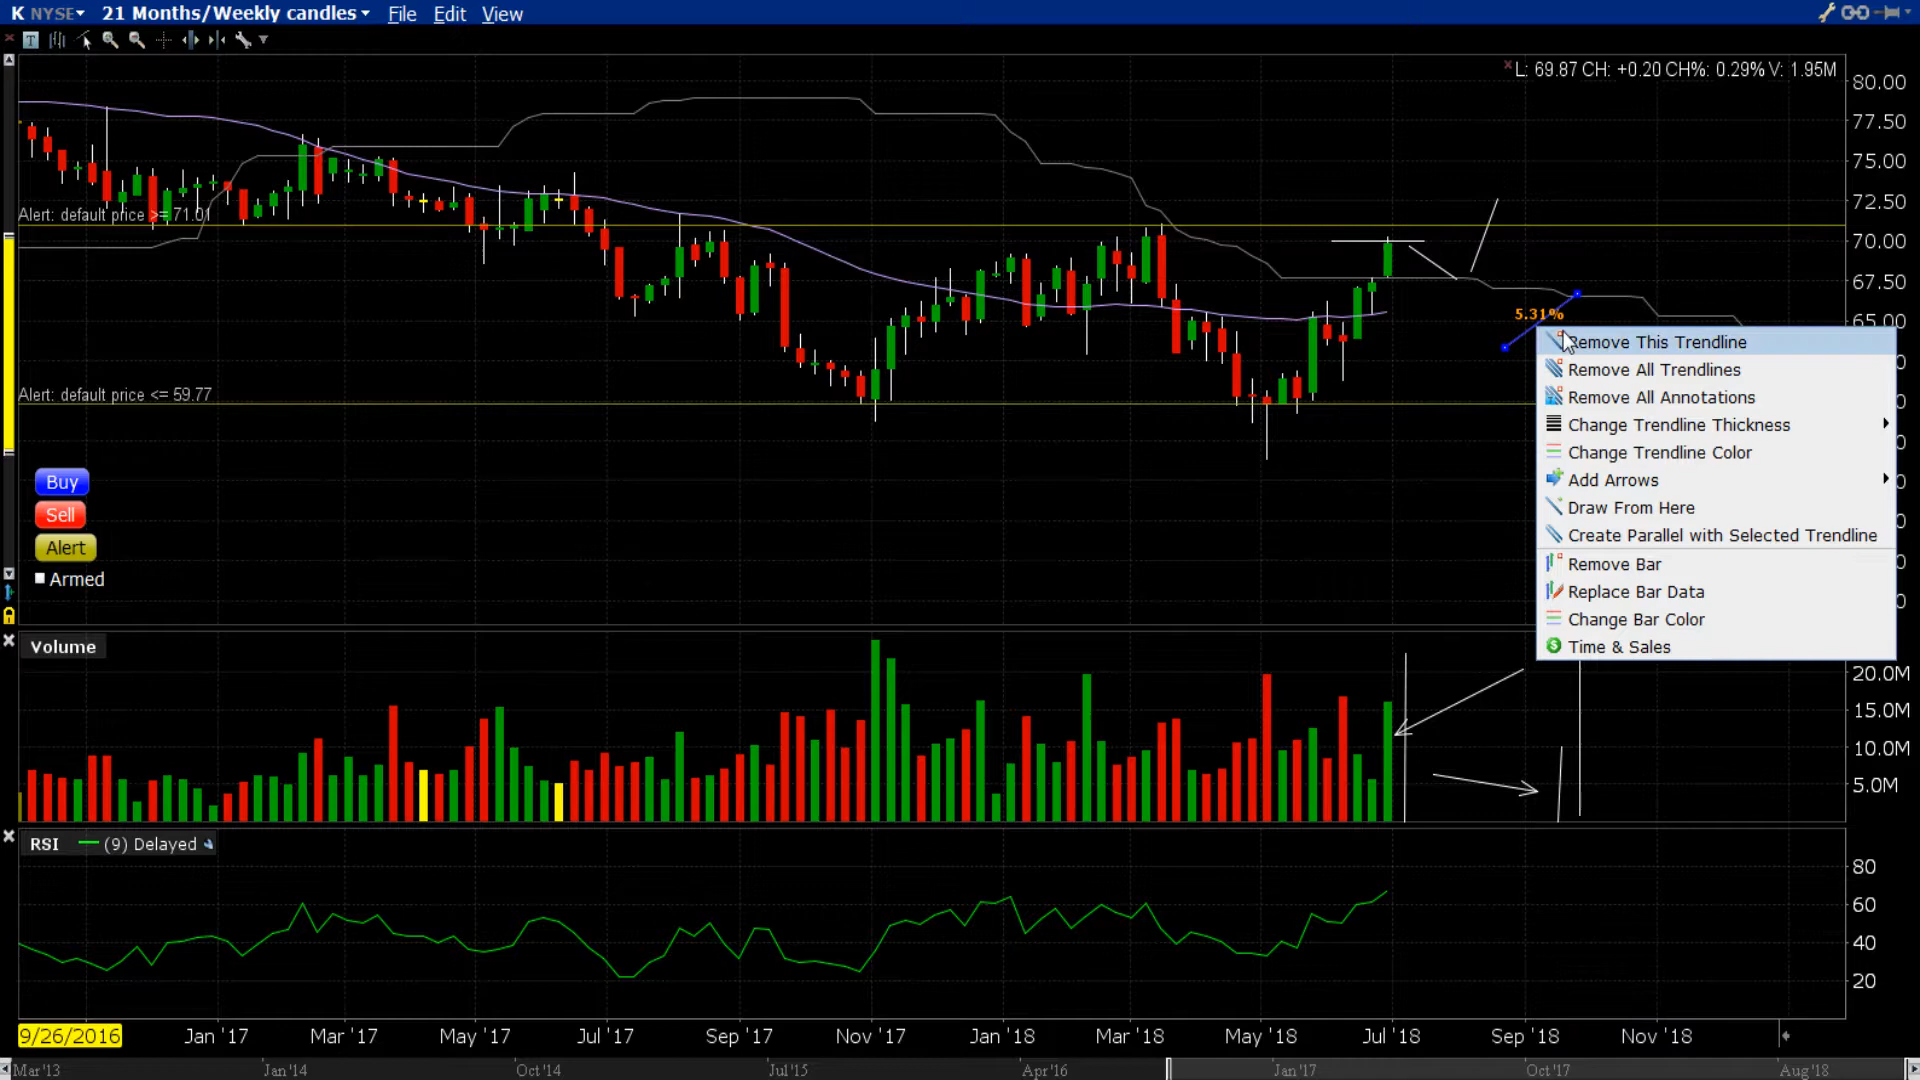 K NYSE 21 Months/Weekly candles File Edit View
T
L: 69.87 CH: +0.20 CH%: 0.29% V: 1.95M
80.00
77.50
75.00
Alert: default price >= 71.01
72.50
70.00
67.50
5.31%
65.00
Remove This Trendline
Remove All Trendlines
Alert: default price <= 59.77
Remove All Annotations
Change Trendline Thickness
Change Trendline Color
Add Arrows
Buy
Draw From Here
Sell
Create Parallel with Selected Trendline
Alert
Remove Bar
Armed
Replace Bar Data
Change Bar Color
Time & Sales
Volume
20.0M
15.0M
10.0M
5.0M
RSI (9) Delayed
80
60
40
20
9/26/2016 Jan '17 Mar '17 May '17 Jul '17 Sep '17 Nov '17 Jan '18 Mar '18 May '18 Jul '18 Sep '18 Nov '18
Mar'13 Jan'14 Oct'14 Jul'15 Apr'16 Jan'17 Oct'17 Aug'18